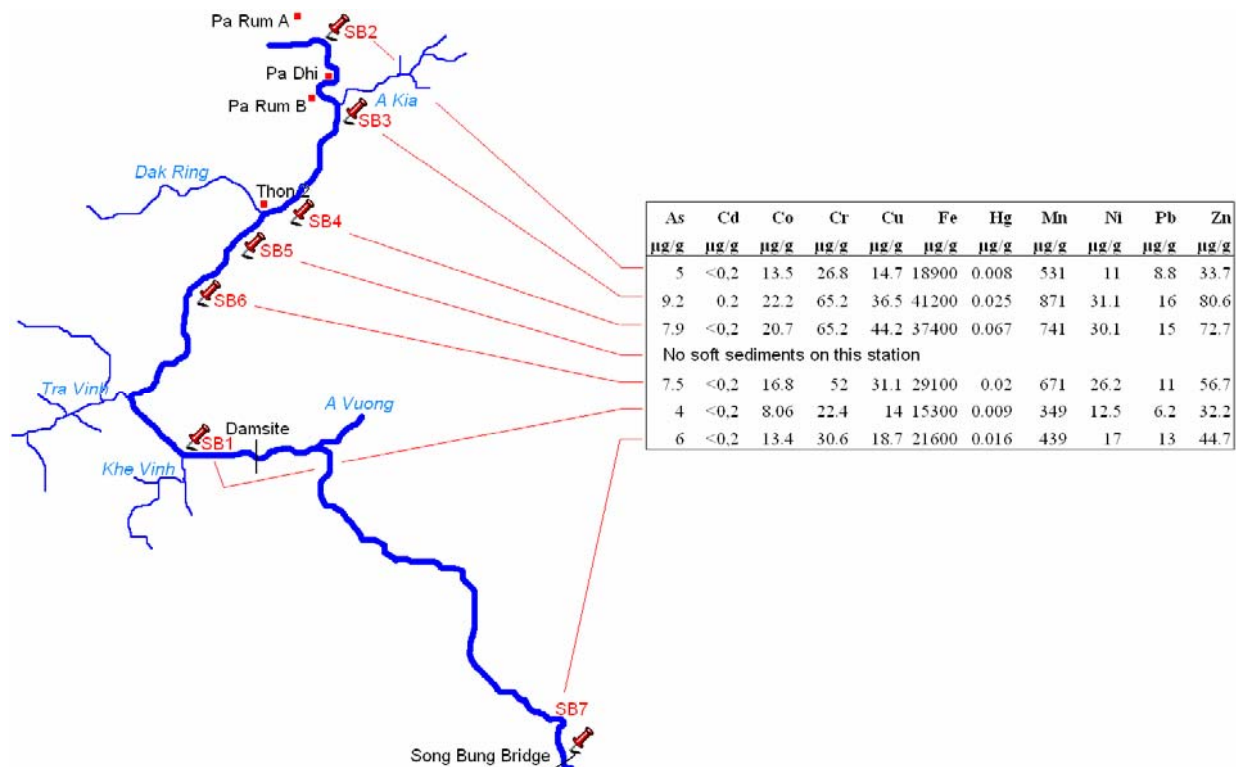 Pa Rum A
SB2
Pa Dhi
A Kia
Pa Rum B
SB3
Dak Ring
Thon 2
SB4
SB5
SB6
Tra Vinh
A Vuong
SB1
Damsite
Khe Vinh
SB7
Song Bung Bridge
As Cd Co Cr Cu Fe Hg Mn Ni Pb Zn
µg/g µg/g µg/g µg/g µg/g µg/g µg/g µg/g µg/g µg/g µg/g
5 <0,2 13.5 26.8 14.7 18900 0.008 531 11 8.8 33.7
9.2 0.2 22.2 65.2 36.5 41200 0.025 871 31.1 16 80.6
7.9 <0,2 20.7 65.2 44.2 37400 0.067 741 30.1 15 72.7
No soft sediments on this station
7.5 <0,2 16.8 52 31.1 29100 0.02 671 26.2 11 56.7
4 <0,2 8.06 22.4 14 15300 0.009 349 12.5 6.2 32.2
6 <0,2 13.4 30.6 18.7 21600 0.016 439 17 13 44.7